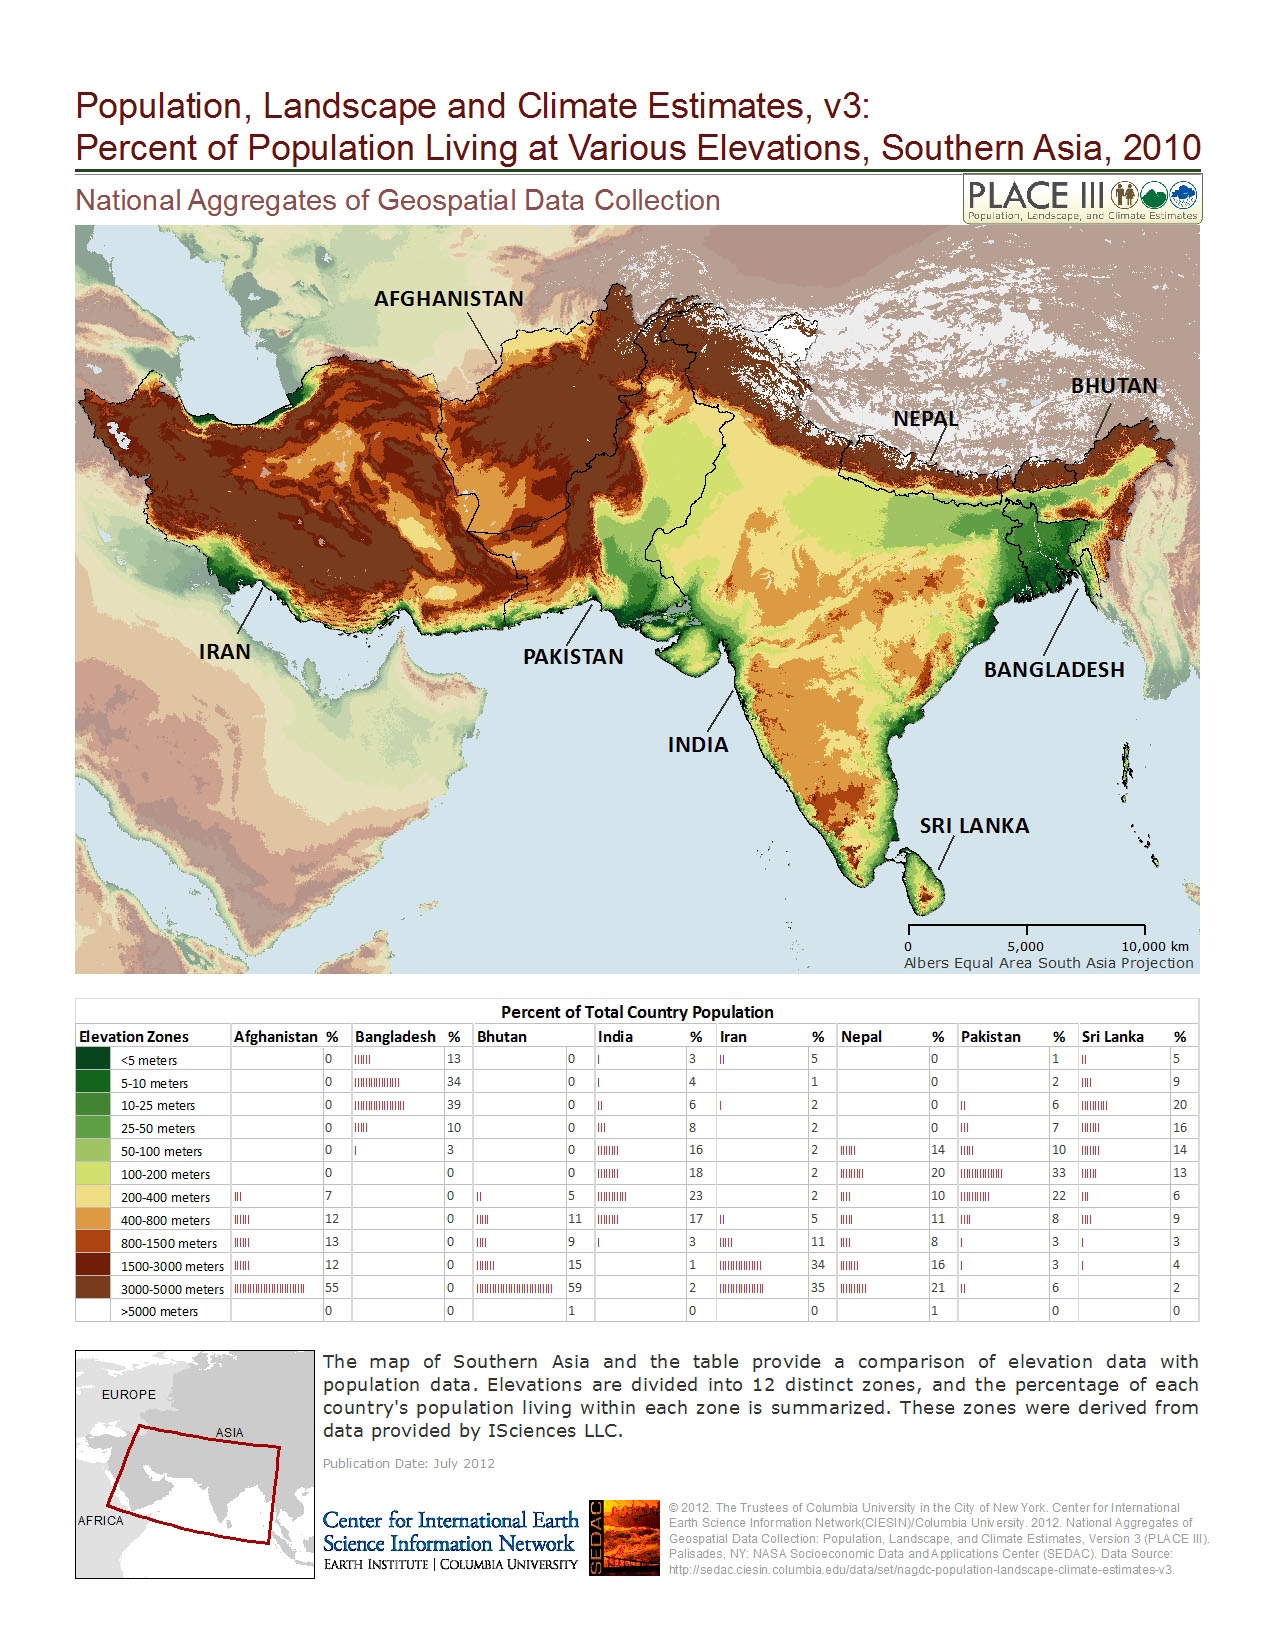 Population, Landscape and Climate Estimates, v3:
Percent of Population Living at Various Elevations, Southern Asia, 2010
National Aggregates of Geospatial Data Collection
PLACE III
Population, Landscape, and Climate Estimates
AFGHANISTAN
BHUTAN
NEPAL
IRAN
PAKISTAN
BANGLADESH
INDIA
SRI LANKA
0 5,000 10,000 km
Albers Equal Area South Asia Projection
Percent of Total Country Population
Elevation Zones Afghanistan % Bangladesh % Bhutan India % Iran % Nepal % Pakistan % Sri Lanka %
<5 meters 0 13 0 3 5 0 1 5
5-10 meters 0 34 0 4 1 0 2 9
10-25 meters 0 39 0 6 2 0 6 20
25-50 meters 0 10 0 8 2 0 7 16
50-100 meters 0 3 0 16 2 14 10 14
100-200 meters 0 0 0 18 2 20 33 13
200-400 meters 7 0 5 23 2 10 22 6
400-800 meters 12 0 11 17 5 11 8 9
800-1500 meters 13 0 9 3 11 8 3 3
1500-3000 meters 12 0 15 1 34 16 3 4
3000-5000 meters 55 0 59 2 35 21 6 2
>5000 meters 0 0 1 0 0 1 0 0
EUROPE
ASIA
AFRICA
The map of Southern Asia and the table provide a comparison of elevation data with
population data. Elevations are divided into 12 distinct zones, and the percentage of each
country's population living within each zone is summarized. These zones were derived from
data provided by ISciences LLC.
Publication Date: July 2012
Center for International Earth
Science Information Network
EARTH INSTITUTE | COLUMBIA UNIVERSITY
SEDAC
© 2012. The Trustees of Columbia University in the City of New York. Center for International
Earth Science Information Network(CIESIN)/Columbia University. 2012. National Aggregates of
Geospatial Data Collection: Population, Landscape, and Climate Estimates, Version 3 (PLACE III).
Palisades, NY: NASA Socioeconomic Data and Applications Center (SEDAC). Data Source:
http://sedac.ciesin.columbia.edu/data/set/nagdc-population-landscape-climate-estimates-v3.